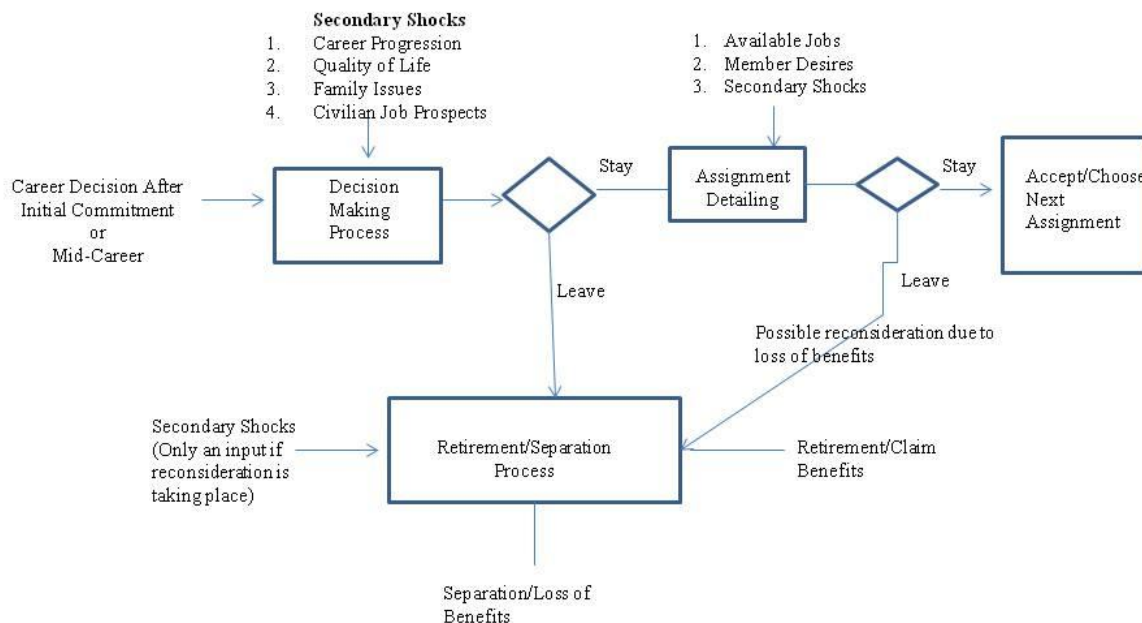 Secondary Shocks
1. Career Progression
2. Quality of Life
3. Family Issues
4. Civilian Job Prospects
1. Available Jobs
2. Member Desires
3. Secondary Shocks
Career Decision After
Initial Commitment
or
Mid-Career
Decision
Making
Process
Stay
Assignment
Detailing
Stay
Accept/Choose
Next
Assignment
Leave
Leave
Possible reconsideration due to
loss of benefits
Secondary Shocks
(Only an input if
reconsideration is
taking place)
Retirement/Separation
Process
Retirement/Claim
Benefits
Separation/Loss of
Benefits